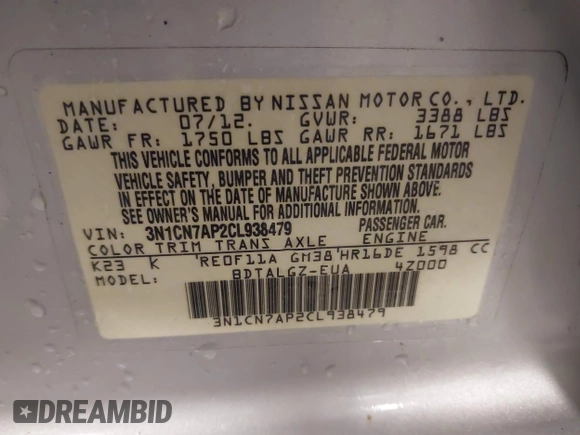 MANUFACTURED BY NISSAN MOTOR CO., LTD.
DATE: 07/12. GVWR: 3388 LBS
GAWR FR: 1750 LBS GAWR RR: 1671 LBS
THIS VEHICLE CONFORMS TO ALL APPLICABLE FEDERAL MOTOR
VEHICLE SAFETY, BUMPER AND THEFT PREVENTION STANDARDS
IN EFFECT ON THE DATE OF MANUFACTURE SHOWN ABOVE.
SEE OWNER'S MANUAL FOR ADDITIONAL INFORMATION.
VIN: 3N1CN7AP2CL938479 PASSENGER CAR.
COLOR TRIM TRANS AXLE ENGINE
K23 K 'RE0F11A GM38'HR16DE 1598 CC
MODEL: BDTALGZ-EUA 4Z000
3N1CN7AP2CL938479
DREAMBID